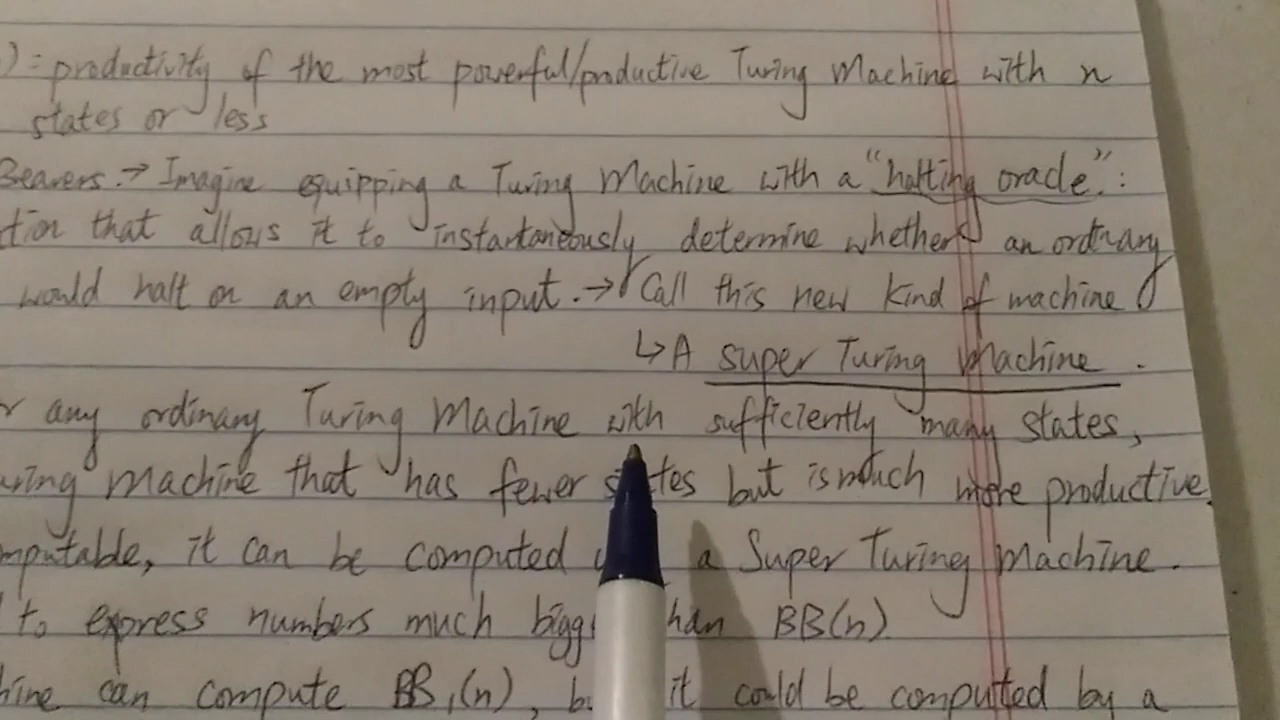 ) = productivity of the most powerful/productive Turing Machine with n
states or less
Beavers. → Imagine equipping a Turing Machine with a "halting oracle":
tion that allows it to instantaneously determine whether an ordinary
would halt on an empty input. → Call this new kind of machine
↳ A super Turing Machine.
r any ordinary Turing Machine with sufficiently many states,
uring Machine that has fewer states but is much more productive.
mputable, it can be computed a Super Turing Machine.
to express numbers much bigg han BB(n)
hine can compute BB₁(n), b it could be computed by a